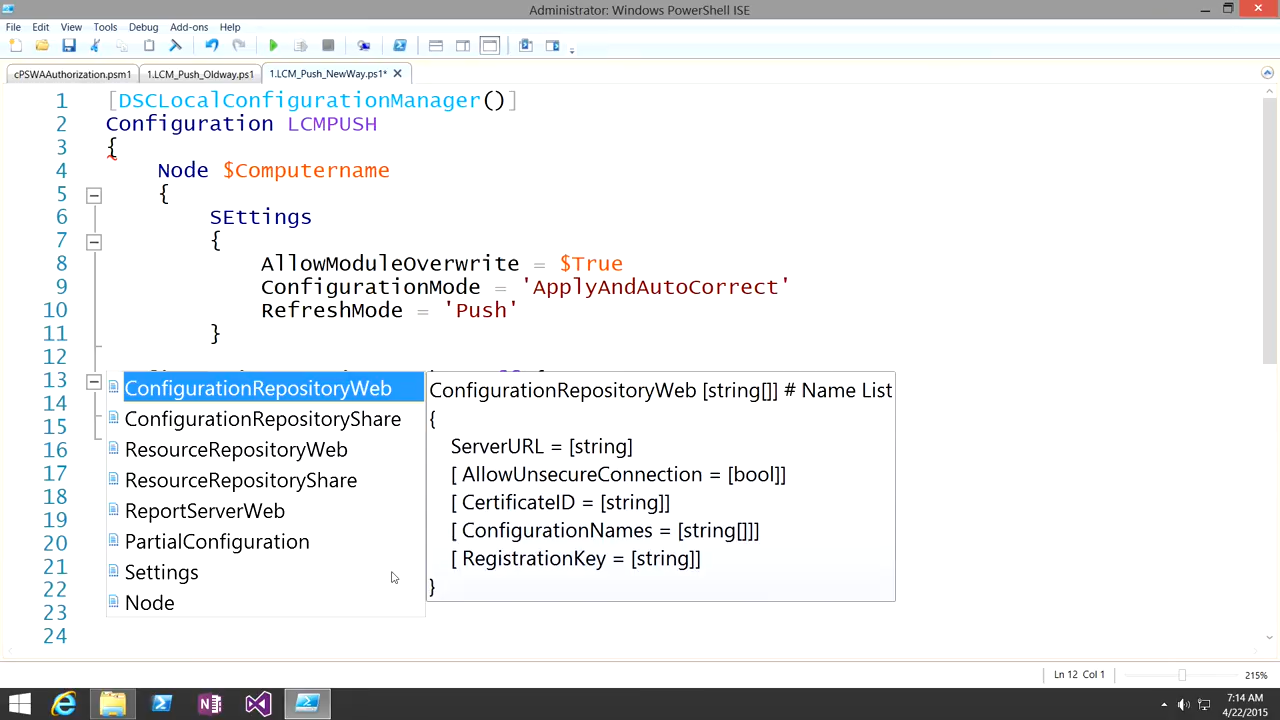 Administrator: Windows PowerShell ISE
File Edit View Tools Debug Add-ons Help
cPSWAAuthorization.psm1 1.LCM_Push_Oldway.ps1 1.LCM_Push_NewWay.ps1*
1 [DSCLocalConfigurationManager()]
2 Configuration LCMPUSH
3 {
4 Node $Computername
5 {
6 SEttings
7 {
8 AllowModuleOverwrite = $True
9 ConfigurationMode = 'ApplyAndAutoCorrect'
10 RefreshMode = 'Push'
11 }
12
13
14
15
16
17
18
19
20
21
22
23
24
ConfigurationRepositoryWeb
ConfigurationRepositoryShare
ResourceRepositoryWeb
ResourceRepositoryShare
ReportServerWeb
PartialConfiguration
Settings
Node
ConfigurationRepositoryWeb [string[]] # Name List
{
ServerURL = [string]
[ AllowUnsecureConnection = [bool]]
[ CertificateID = [string]]
[ ConfigurationNames = [string[]]]
[ RegistrationKey = [string]]
}
Ln 12 Col 1 215%
7:14 AM
4/22/2015